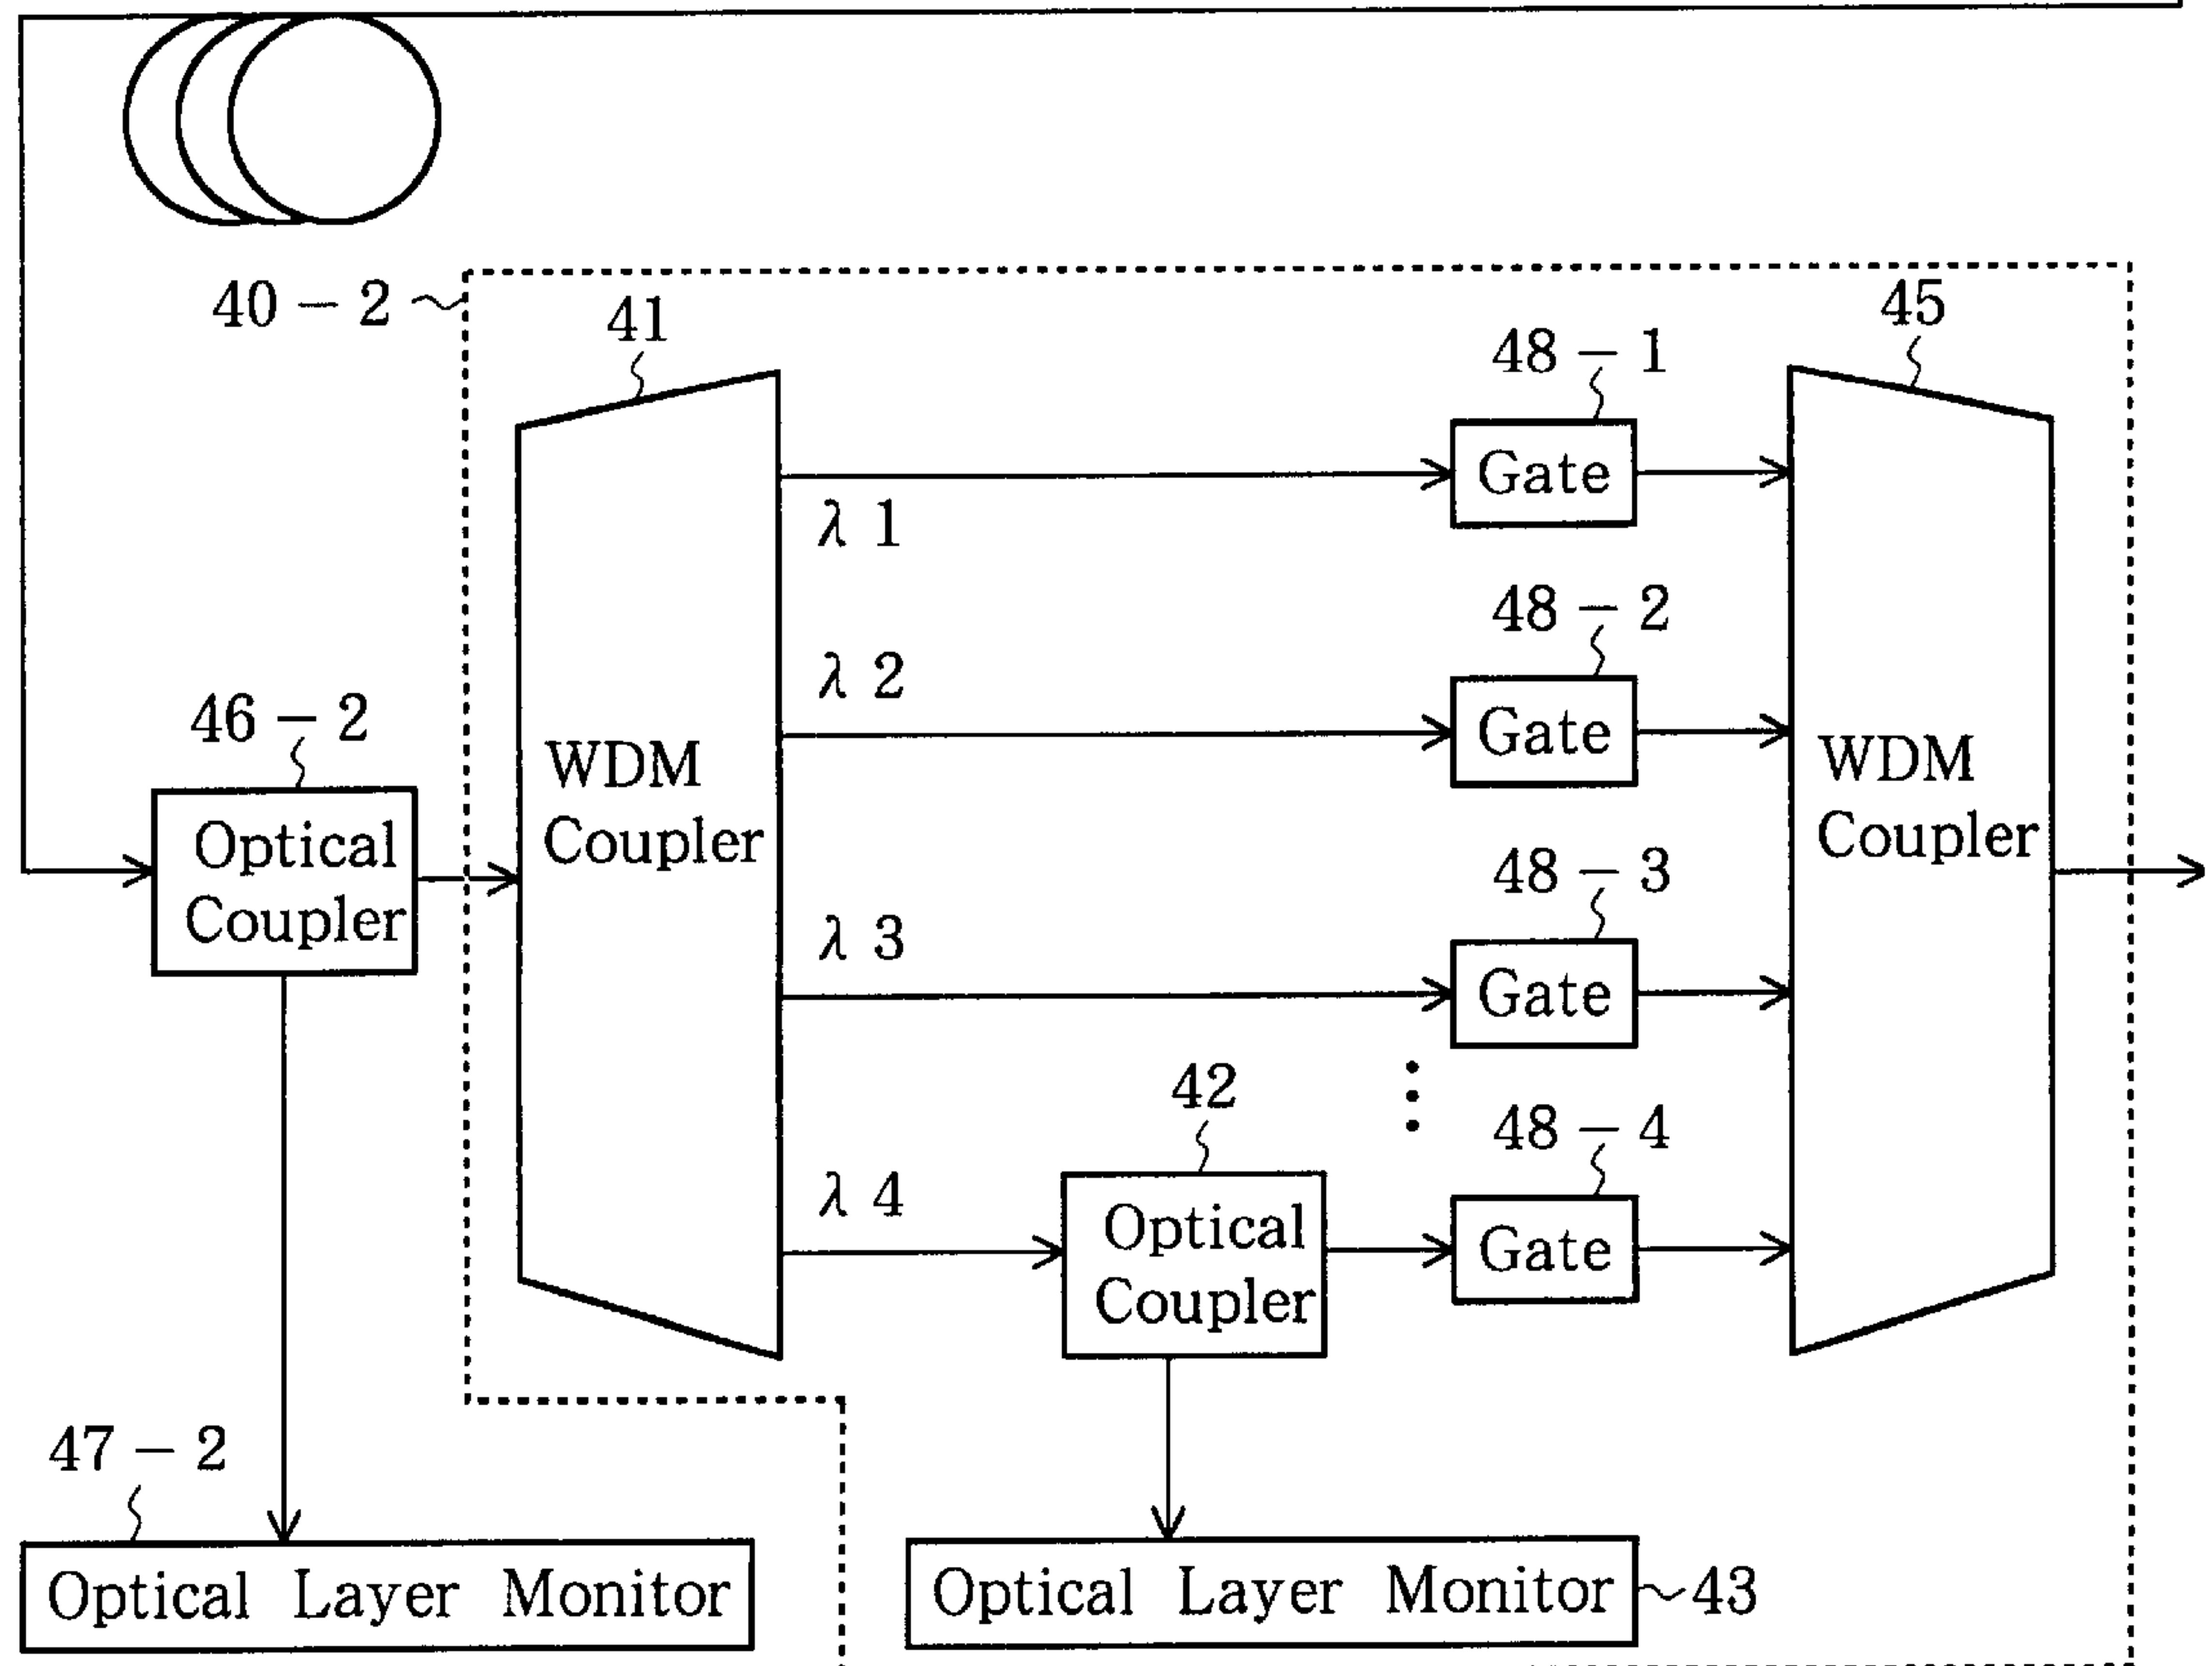 40 − 2
41
45
48 − 1
Gate
λ 1
48 − 2
λ 2
Gate
46 − 2
WDM
Coupler
WDM
Coupler
Optical
Coupler
48 − 3
λ 3
Gate
42
48 − 4
λ 4
Optical
Coupler
Gate
47 − 2
Optical Layer Monitor
Optical Layer Monitor
43